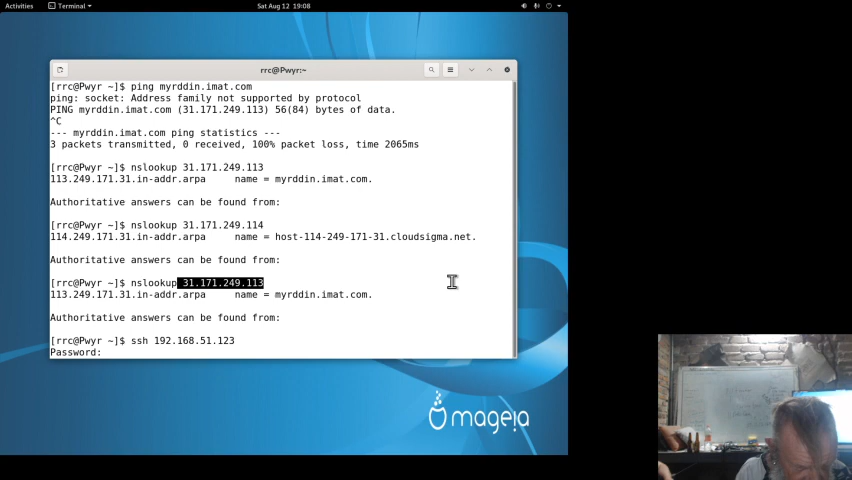 Activities Terminal Sat Aug 12 19:08
rrc@Pwyr:~
[rrc@Pwyr ~]$ ping myrddin.imat.com
ping: socket: Address family not supported by protocol
PING myrddin.imat.com (31.171.249.113) 56(84) bytes of data.
^C
--- myrddin.imat.com ping statistics ---
3 packets transmitted, 0 received, 100% packet loss, time 2065ms
[rrc@Pwyr ~]$ nslookup 31.171.249.113
113.249.171.31.in-addr.arpa name = myrddin.imat.com.
Authoritative answers can be found from:
[rrc@Pwyr ~]$ nslookup 31.171.249.114
114.249.171.31.in-addr.arpa name = host-114-249-171-31.cloudsigma.net.
Authoritative answers can be found from:
[rrc@Pwyr ~]$ nslookup 31.171.249.113
113.249.171.31.in-addr.arpa name = myrddin.imat.com.
Authoritative answers can be found from:
[rrc@Pwyr ~]$ ssh 192.168.51.123
Password:
mageia